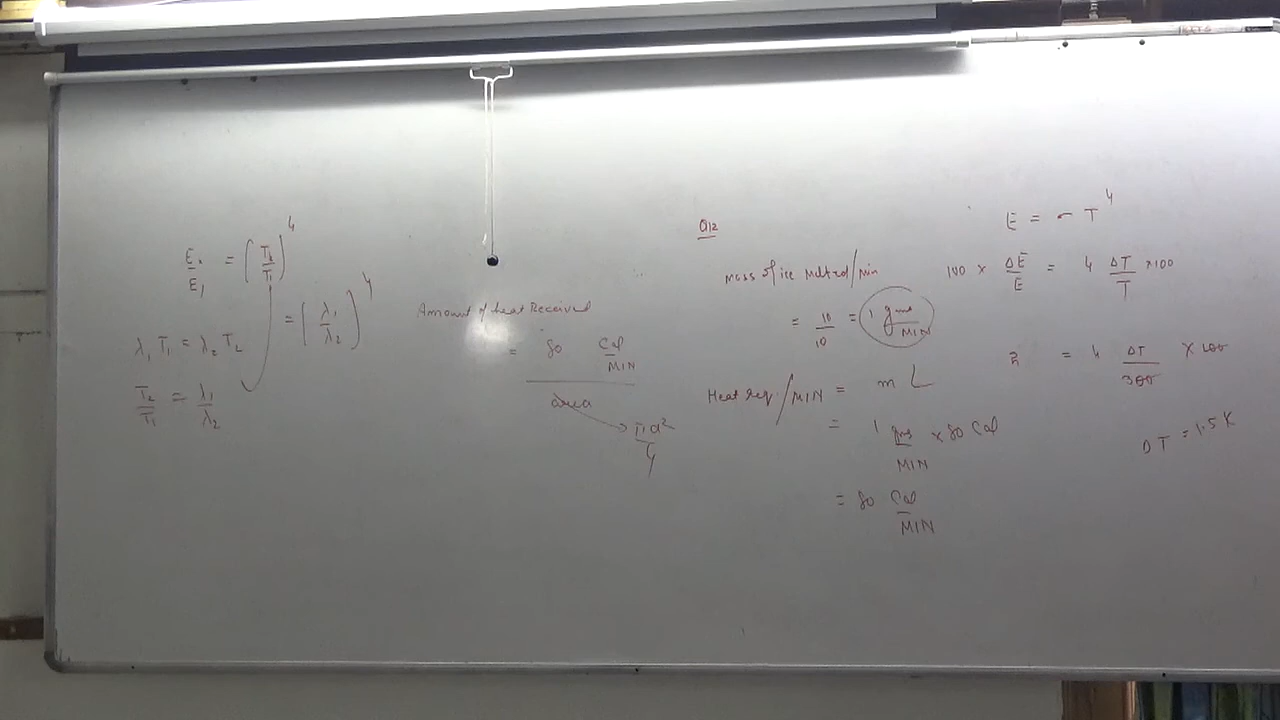 E₂/E₁ = (T₂/T₁)⁴
= (λ₁/λ₂)⁴
λ₁ T₁ = λ₂ T₂
T₂/T₁ = λ₁/λ₂
Amount of heat Received
= 80 Cal/MIN / area
πd²/4
Q12
Mass of ice Melted/Min
= 10/10 = 1 gms/MIN
Heat req./MIN = m L
= 1 gms/MIN × 80 Cal
= 80 Cal/MIN
E = σ T⁴
100 × ΔE/E = 4 ΔT/T × 100
2 = 4 ΔT/300 × 100
ΔT = 1.5 K